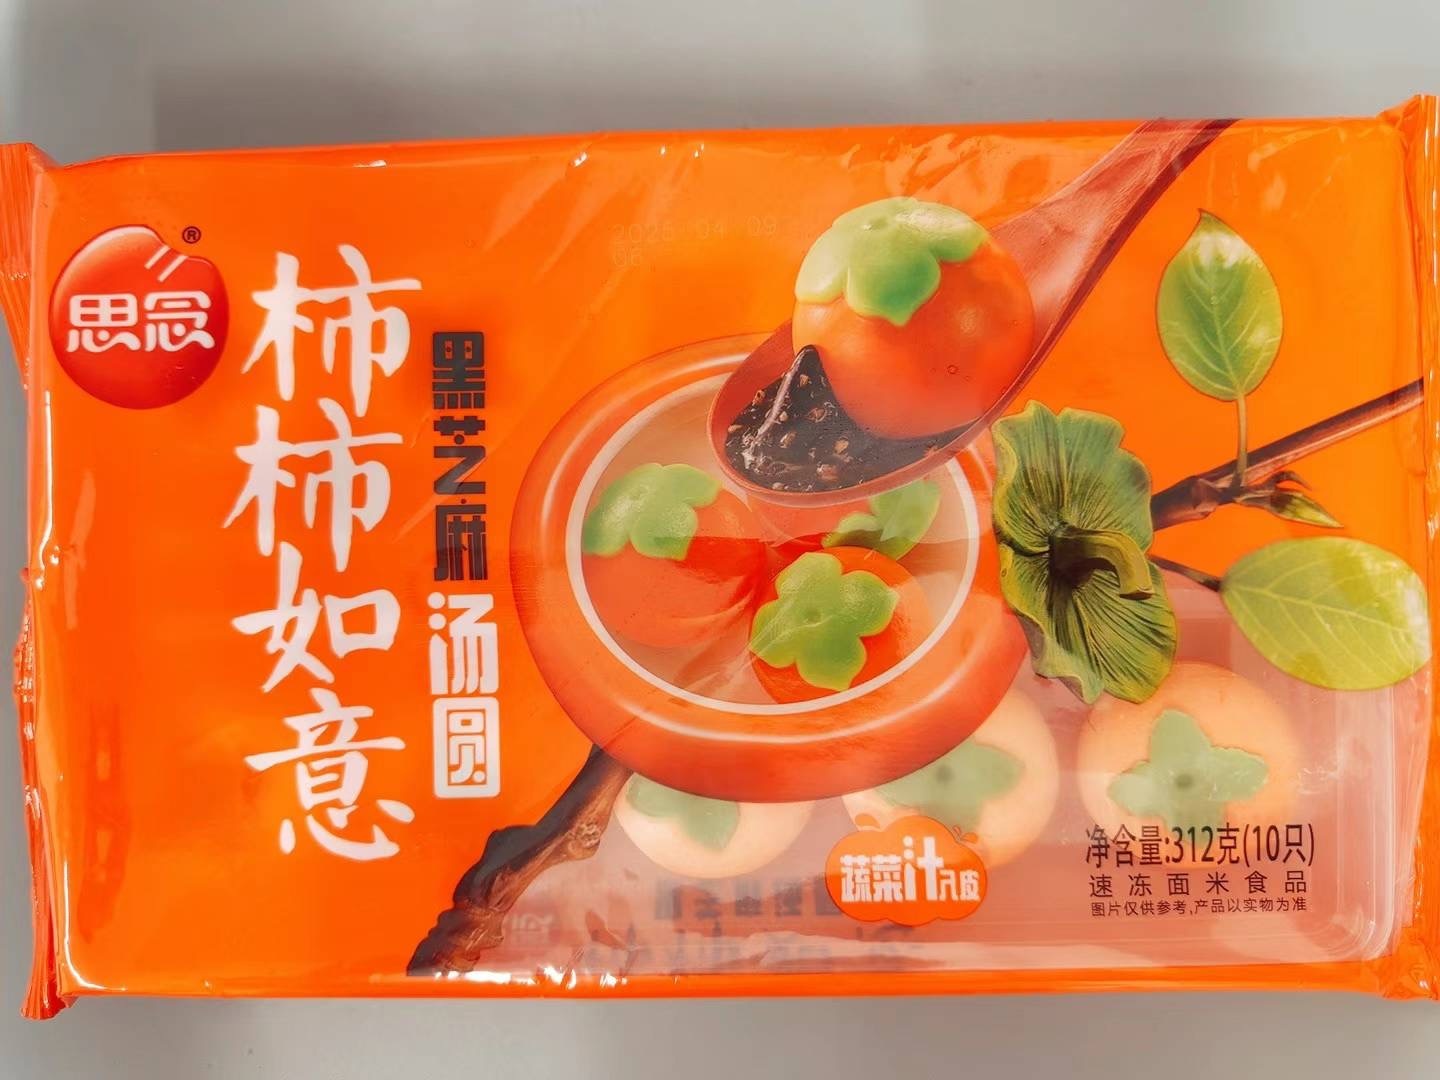 思念®
柿柿如意
黑芝麻
汤圆
蔬菜汁入皮
净含量:312克(10只)
速冻面米食品
图片仅供参考,产品以实物为准